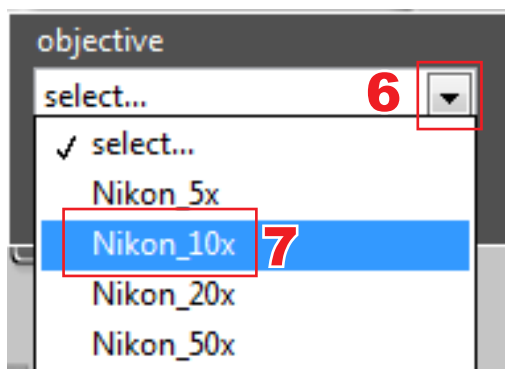 objective
select... 6
✓ select...
Nikon_5x
Nikon_10x 7
Nikon_20x
Nikon_50x